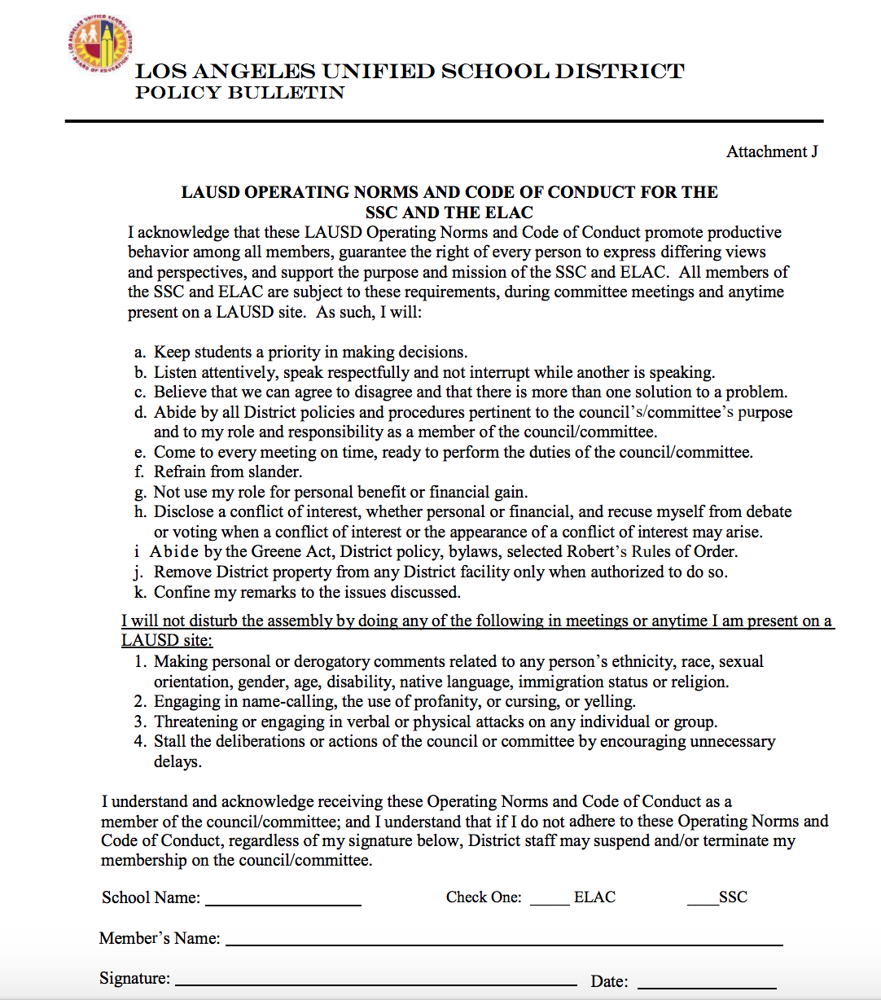 LOS ANGELES UNIFIED SCHOOL DISTRICT
POLICY BULLETIN
Attachment J
LAUSD OPERATING NORMS AND CODE OF CONDUCT FOR THE
SSC AND THE ELAC
I acknowledge that these LAUSD Operating Norms and Code of Conduct promote productive
behavior among all members, guarantee the right of every person to express differing views
and perspectives, and support the purpose and mission of the SSC and ELAC.  All members of
the SSC and ELAC are subject to these requirements, during committee meetings and anytime
present on a LAUSD site.  As such, I will:
a. Keep students a priority in making decisions.
b. Listen attentively, speak respectfully and not interrupt while another is speaking.
c. Believe that we can agree to disagree and that there is more than one solution to a problem.
d. Abide by all District policies and procedures pertinent to the council’s/committee’s purpose
and to my role and responsibility as a member of the council/committee.
e. Come to every meeting on time, ready to perform the duties of the council/committee.
f. Refrain from slander.
g. Not use my role for personal benefit or financial gain.
h. Disclose a conflict of interest, whether personal or financial, and recuse myself from debate
or voting when a conflict of interest or the appearance of a conflict of interest may arise.
i Abide by the Greene Act, District policy, bylaws, selected Robert’s Rules of Order.
j. Remove District property from any District facility only when authorized to do so.
k. Confine my remarks to the issues discussed.
I will not disturb the assembly by doing any of the following in meetings or anytime I am present on a
LAUSD site:
1. Making personal or derogatory comments related to any person’s ethnicity, race, sexual
orientation, gender, age, disability, native language, immigration status or religion.
2. Engaging in name-calling, the use of profanity, or cursing, or yelling.
3. Threatening or engaging in verbal or physical attacks on any individual or group.
4. Stall the deliberations or actions of the council or committee by encouraging unnecessary
delays.
I understand and acknowledge receiving these Operating Norms and Code of Conduct as a
member of the council/committee; and I understand that if I do not adhere to these Operating Norms and
Code of Conduct, regardless of my signature below, District staff may suspend and/or terminate my
membership on the council/committee.
School Name: ____ Check One: ____ ELAC ____SSC
Member’s Name: ____
Signature: ____ Date: ____